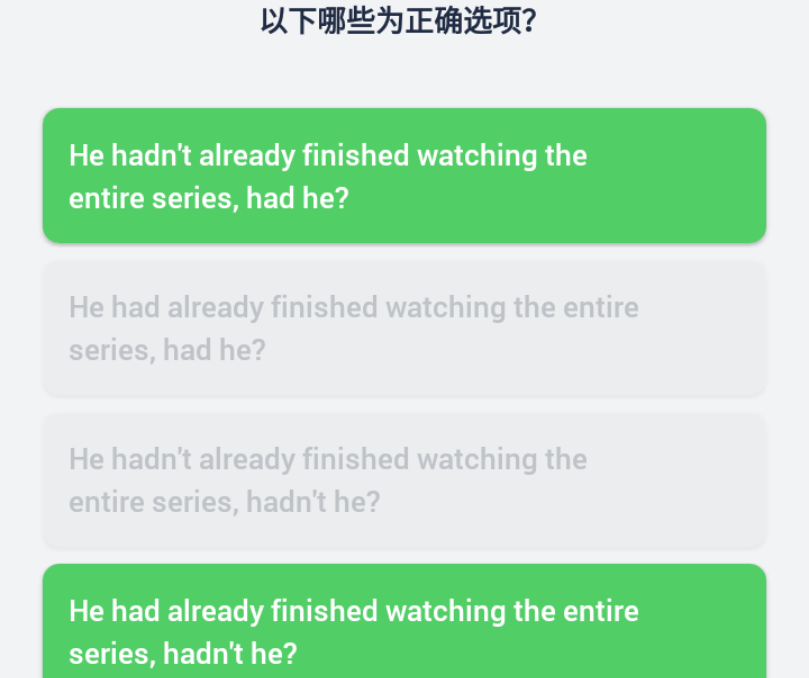 以下哪些为正确选项?
He hadn't already finished watching the
entire series, had he?
He had already finished watching the entire
series, had he?
He hadn't already finished watching the
entire series, hadn't he?
He had already finished watching the entire
series, hadn't he?